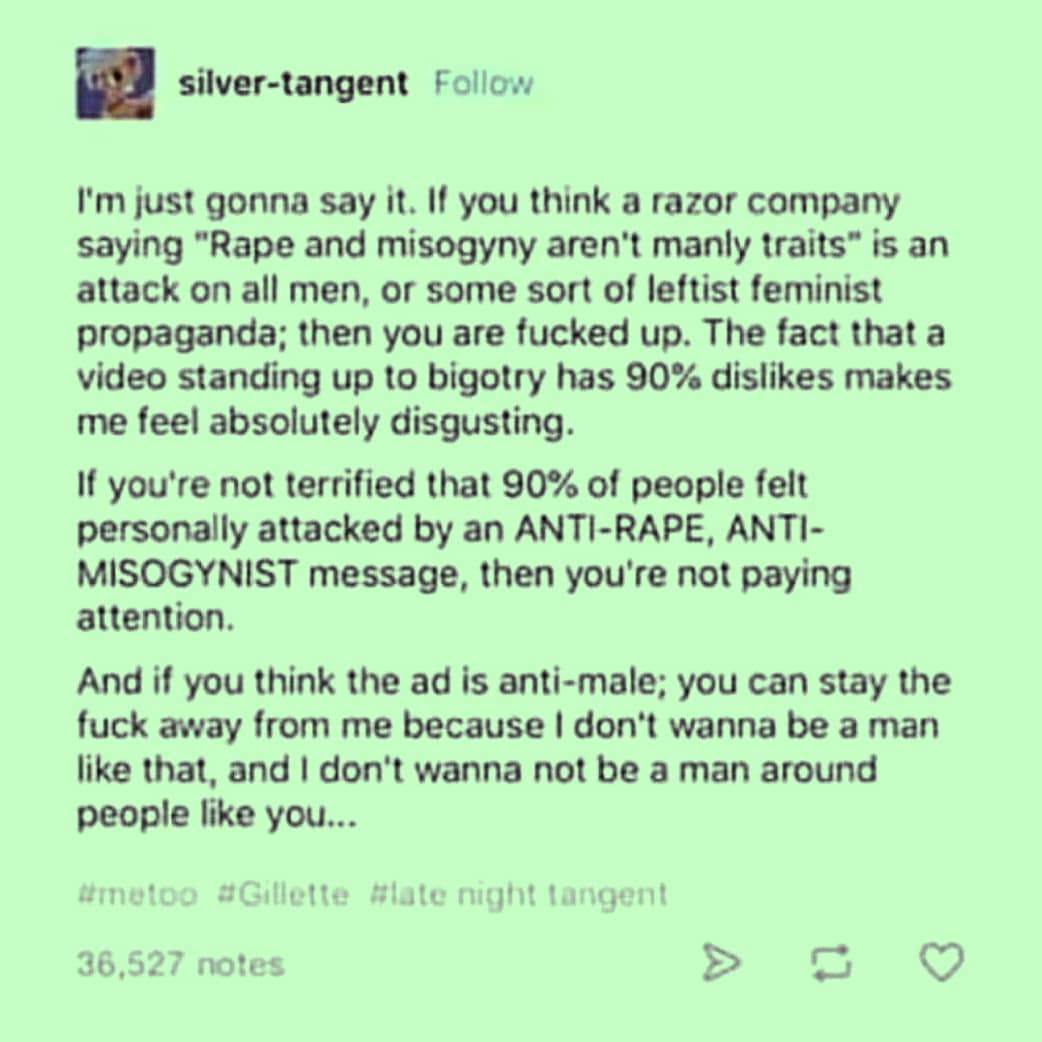 silver-tangent Follow
I'm just gonna say it. If you think a razor company
saying "Rape and misogyny aren't manly traits" is an
attack on all men, or some sort of leftist feminist
propaganda; then you are fucked up. The fact that a
video standing up to bigotry has 90% dislikes makes
me feel absolutely disgusting.
If you're not terrified that 90% of people felt
personally attacked by an ANTI-RAPE, ANTI-
MISOGYNIST message, then you're not paying
attention.
And if you think the ad is anti-male; you can stay the
fuck away from me because I don't wanna be a man
like that, and I don't wanna not be a man around
people like you...
#metoo #Gillette #late night tangent
36,527 notes